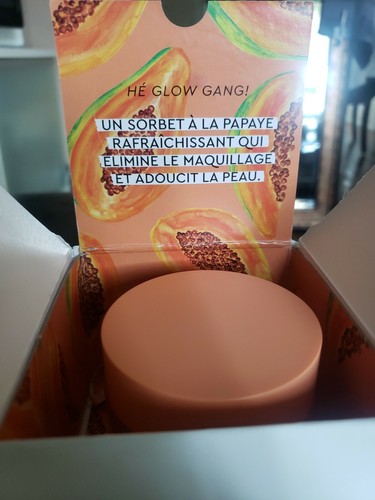 HÉ GLOW GANG!
UN SORBET À LA PAPAYE
RAFRAÎCHISSANT QUI
ÉLIMINE LE MAQUILLAGE
ET ADOUCIT LA PEAU.